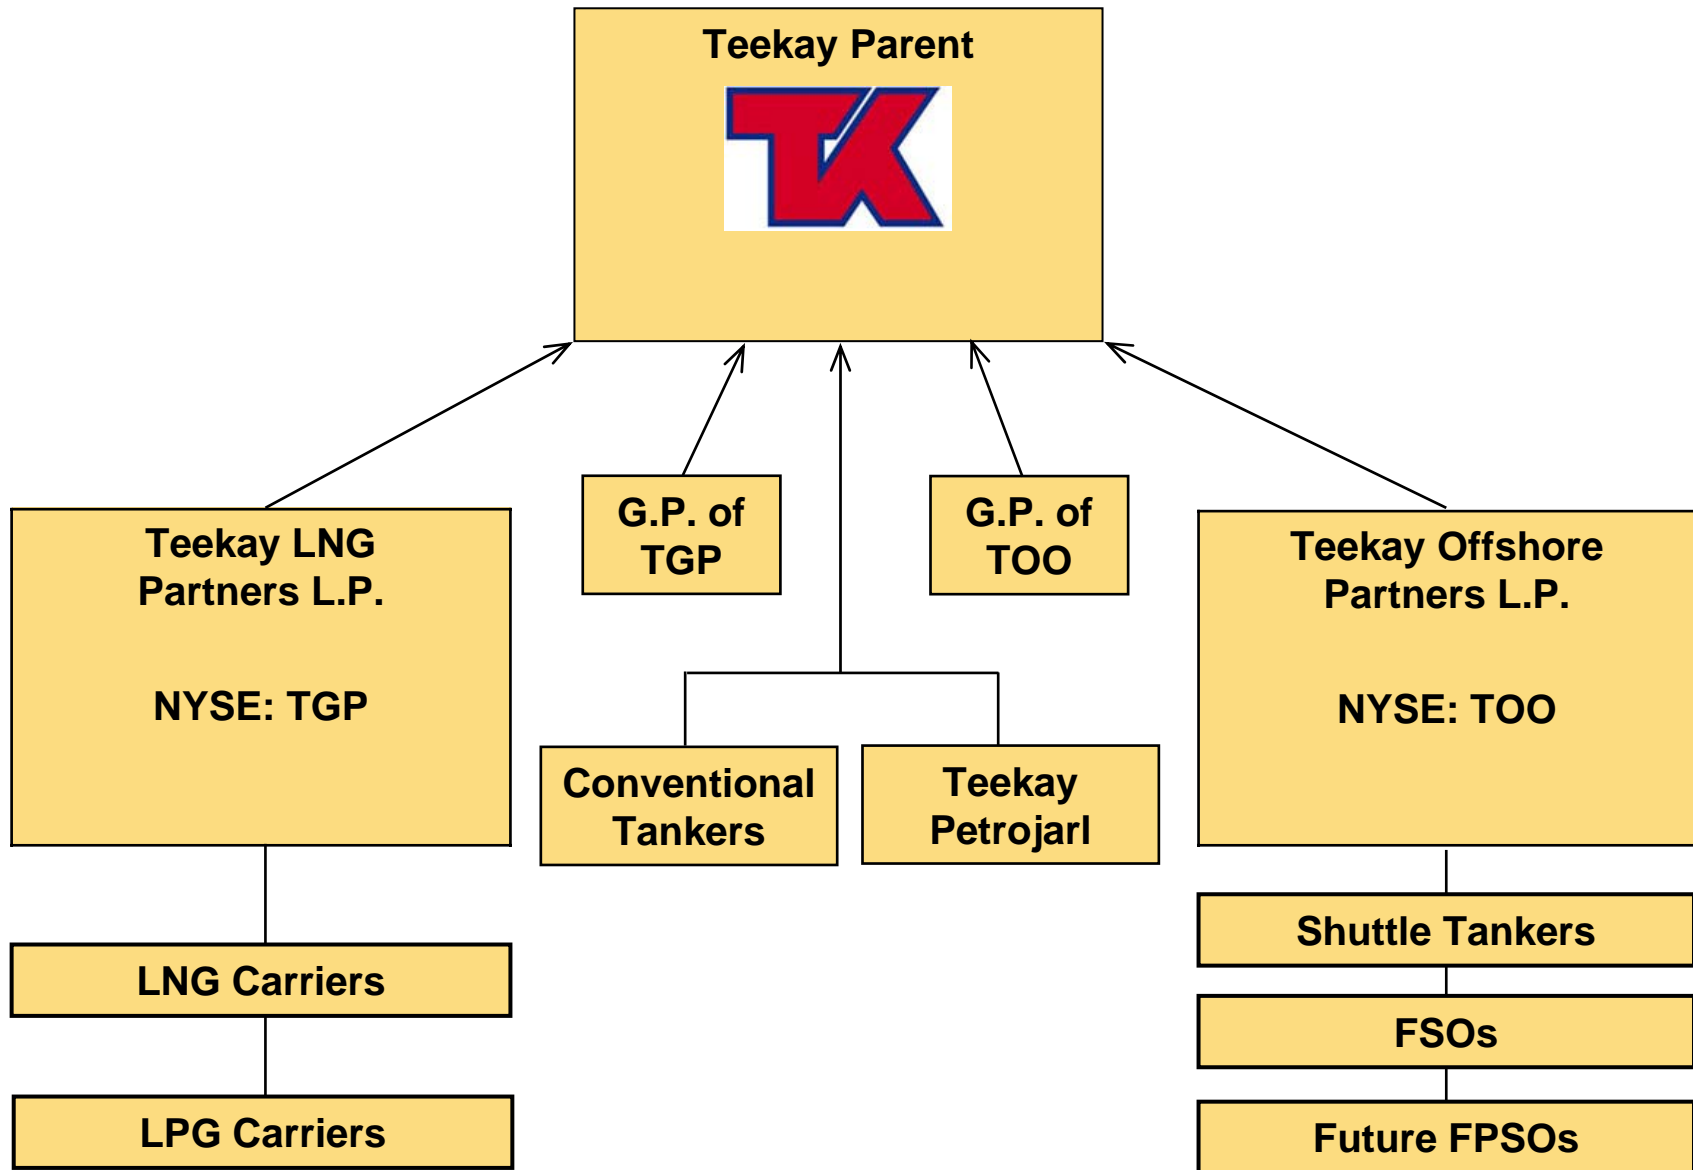 Teekay Parent
TK
G.P. of
TGP
G.P. of
TOO
Teekay LNG
Partners L.P.
NYSE: TGP
Teekay Offshore
Partners L.P.
NYSE: TOO
Conventional
Tankers
Teekay
Petrojarl
LNG Carriers
LPG Carriers
Shuttle Tankers
FSOs
Future FPSOs